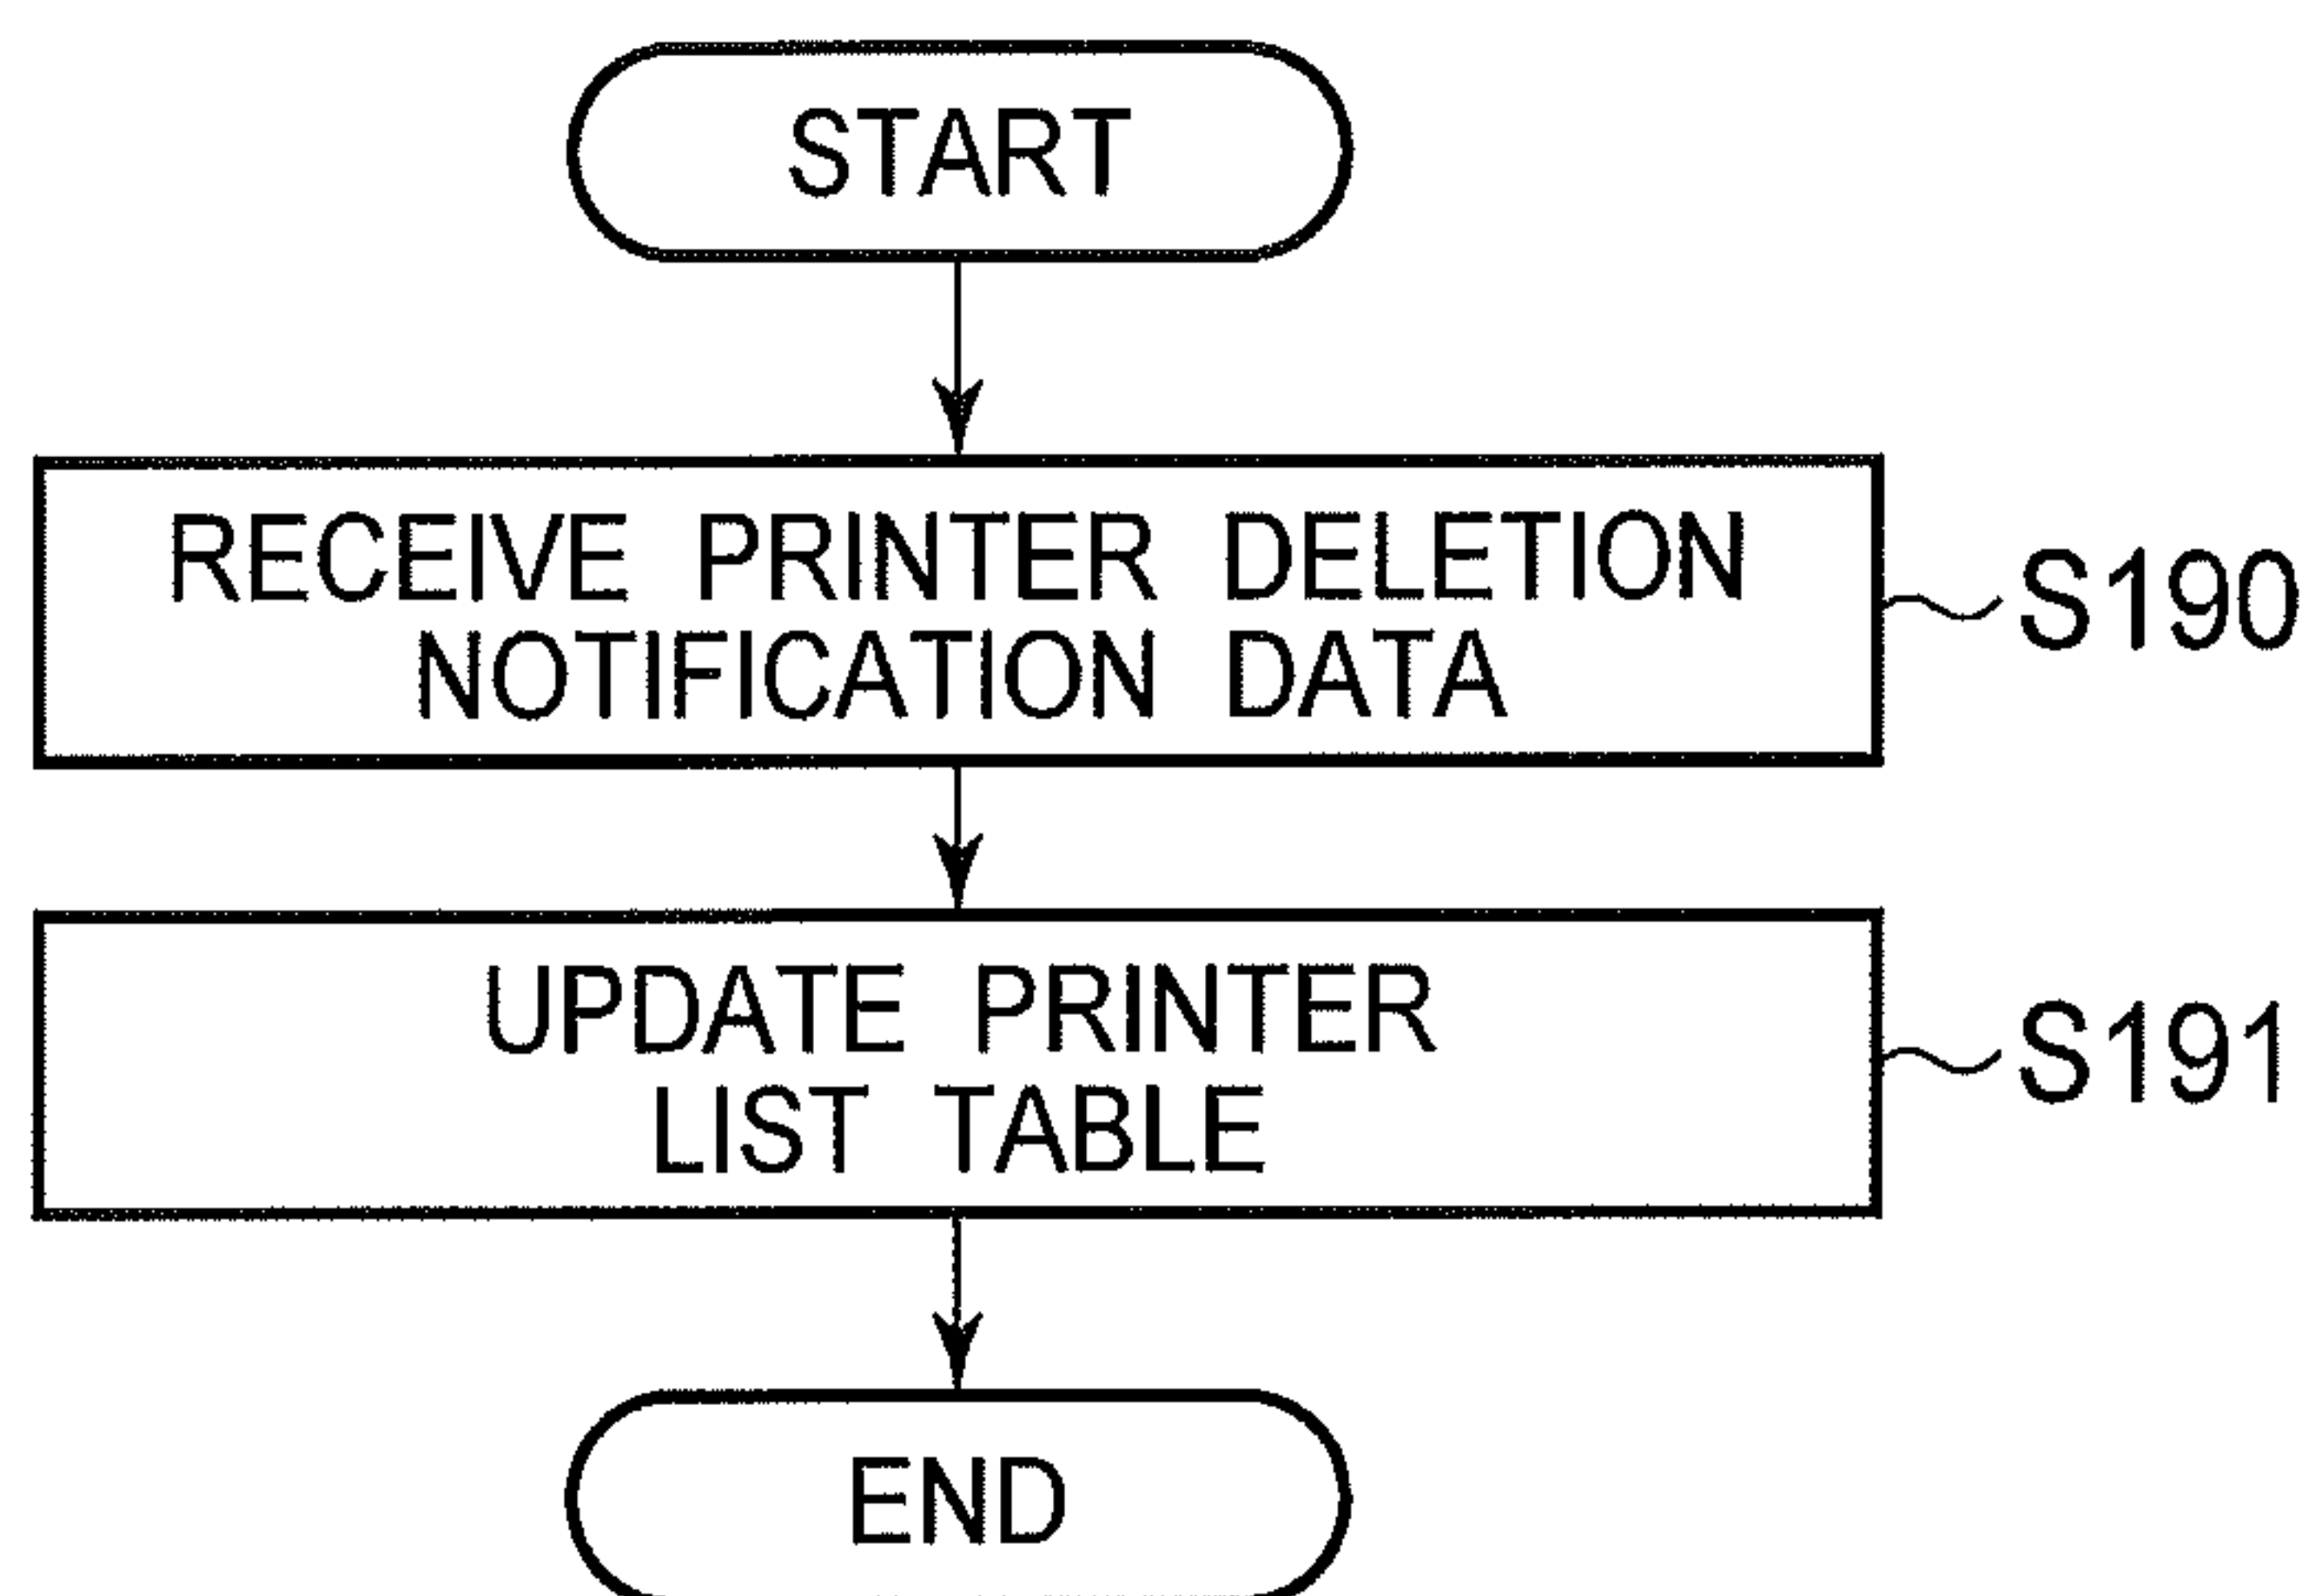 START
RECEIVE PRINTER DELETION
NOTIFICATION DATA
S190
UPDATE PRINTER
LIST TABLE
S191
END